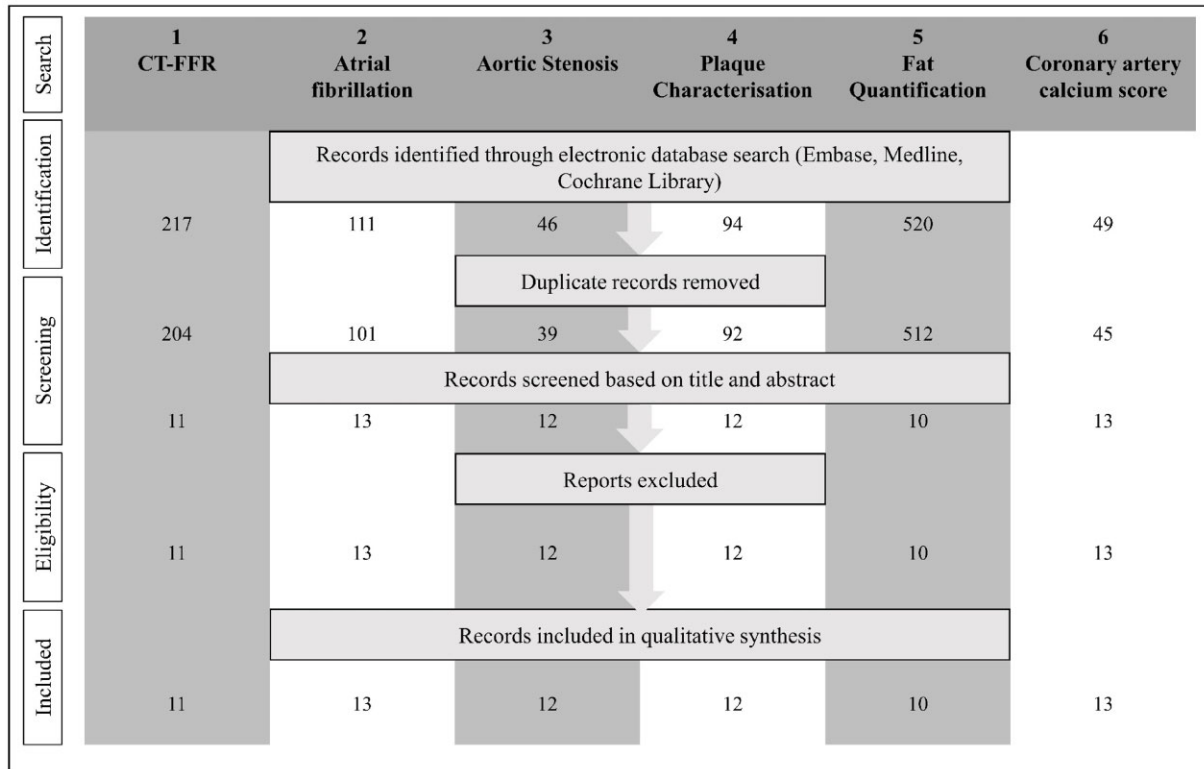 Search
1
CT-FFR
2
Atrial
fibrillation
3
Aortic Stenosis
4
Plaque
Characterisation
5
Fat
Quantification
6
Coronary artery
calcium score
Identification
Records identified through electronic database search (Embase, Medline,
Cochrane Library)
217 111 46 94 520 49
Duplicate records removed
Screening
204 101 39 92 512 45
Records screened based on title and abstract
11 13 12 12 10 13
Eligibility
Reports excluded
11 13 12 12 10 13
Included
Records included in qualitative synthesis
11 13 12 12 10 13